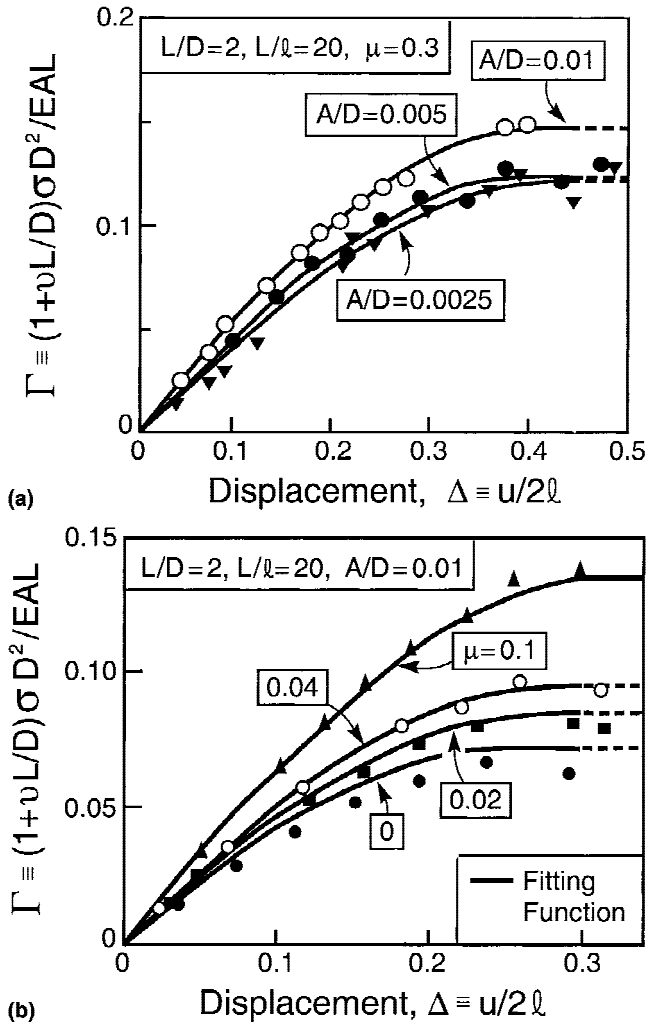 0.2
L/D=2, L/ℓ=20, μ=0.3
A/D=0.01
A/D=0.005
0.1
A/D=0.0025
0
0 0.1 0.2 0.3 0.4 0.5
Γ ≡ (1+υL/D)σD²/EAL
Displacement, Δ ≡ u/2ℓ
(a)
0.15
L/D=2, L/ℓ=20, A/D=0.01
μ=0.1
0.10
0.04
0.05
0.02
0
Fitting
Function
0
0 0.1 0.2 0.3
Γ ≡ (1+υL/D)σD²/EAL
Displacement, Δ ≡ u/2ℓ
(b)